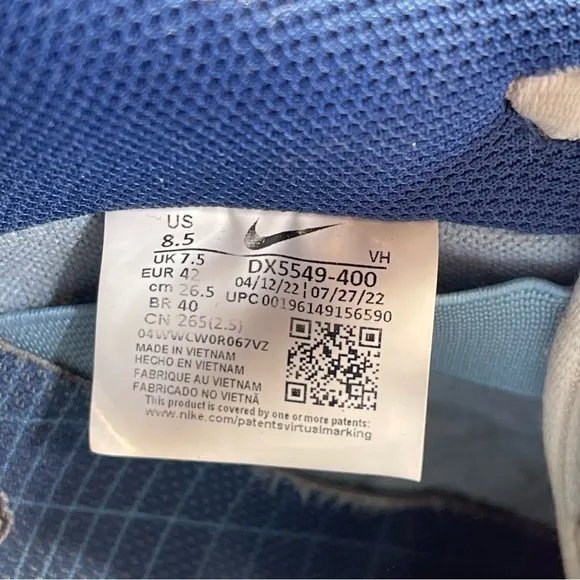 US
8.5
UK 7.5
EUR 42
cm 26.5
BR 40
CN 265(2.5)
VH
DX5549-400
04/12/22 | 07/27/22
UPC 00196149156590
04WWCW0R067VZ
MADE IN VIETNAM
HECHO EN VIETNAM
FABRIQUE AU VIETNAM
FABRICADO NO VIETNÃ
This product is covered by one or more patents:
www.nike.com/patentsvirtualmarking